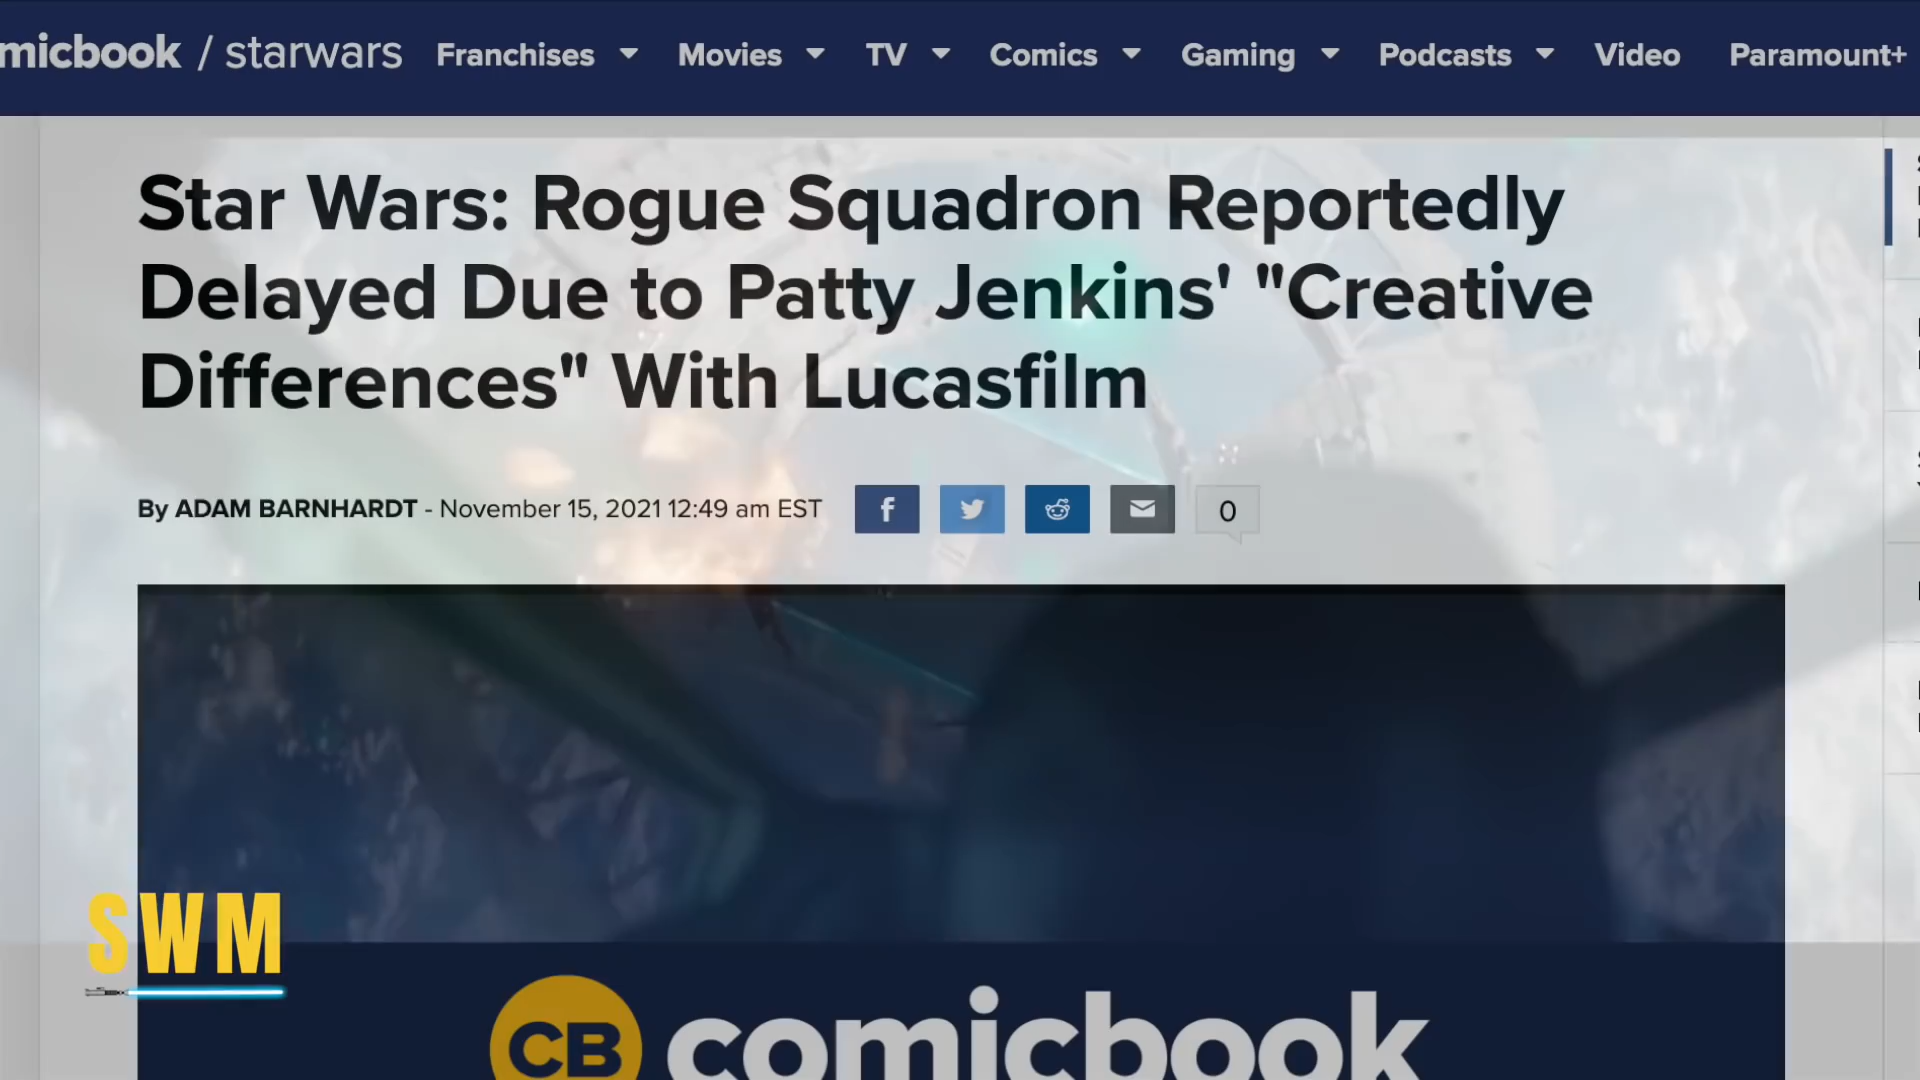 micbook / starwars Franchises Movies TV Comics Gaming Podcasts Video Paramount+
Star Wars: Rogue Squadron Reportedly
Delayed Due to Patty Jenkins' "Creative
Differences" With Lucasfilm
By ADAM BARNHARDT - November 15, 2021 12:49 am EST
0
SWM
CB comicbook